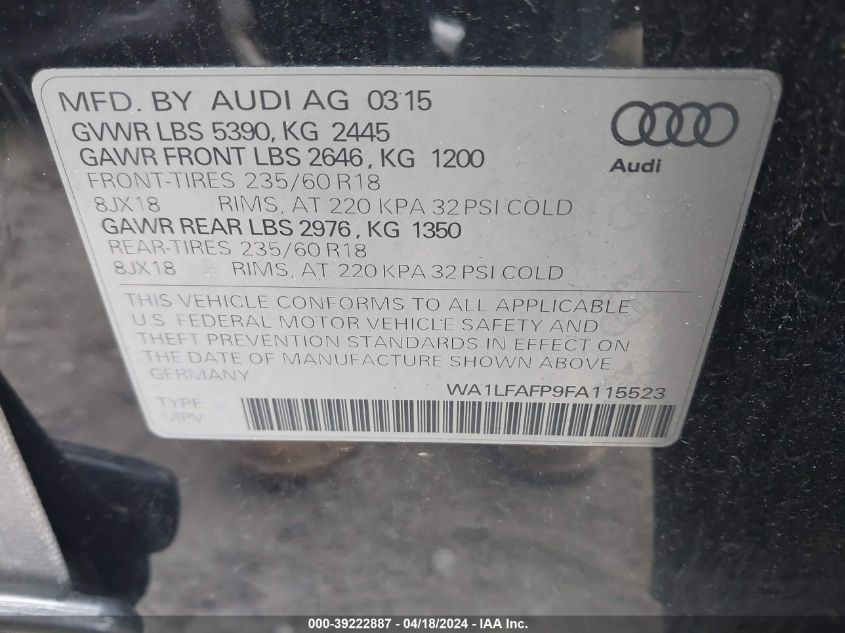 MFD. BY AUDI AG 03 15
GVWR LBS 5390, KG 2445
GAWR FRONT LBS 2646, KG 1200
FRONT-TIRES 235/60 R18
8JX18 RIMS, AT 220 KPA 32 PSI COLD
GAWR REAR LBS 2976, KG 1350
REAR-TIRES 235/60 R18
8JX18 RIMS, AT 220 KPA 32 PSI COLD
Audi
THIS VEHICLE CONFORMS TO ALL APPLICABLE
U.S. FEDERAL MOTOR VEHICLE SAFETY AND
THEFT PREVENTION STANDARDS IN EFFECT ON
THE DATE OF MANUFACTURE SHOWN ABOVE.
GERMANY
WA1LFAFP9FA115523
TYPE
MPV
000-39222887 - 04/18/2024 - IAA Inc.